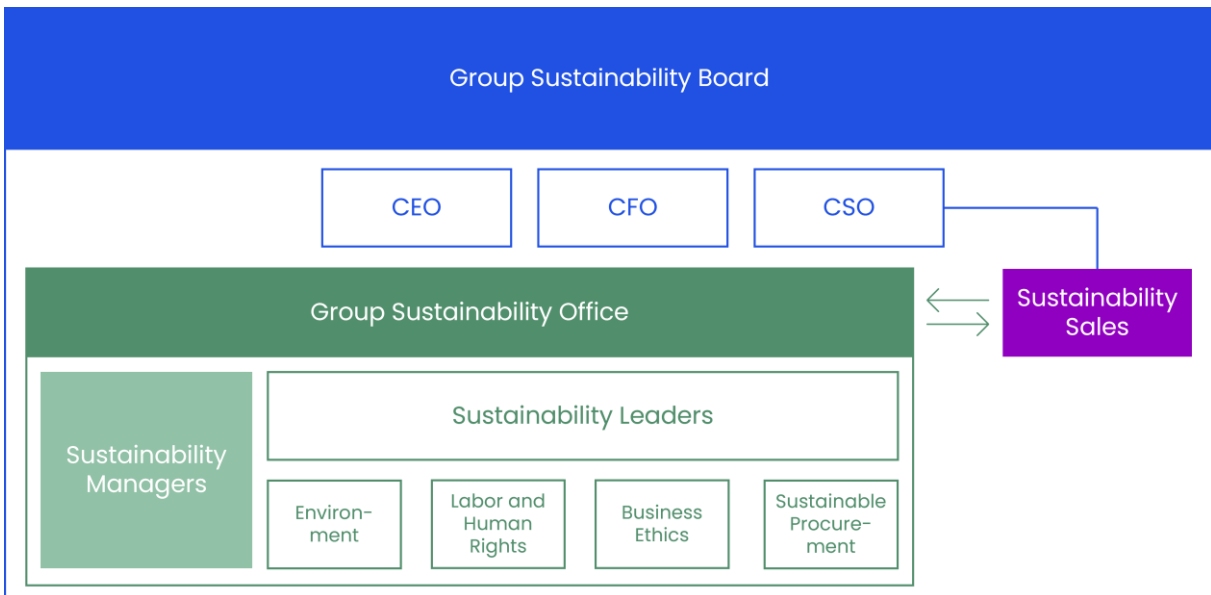 Group Sustainability Board
CEO
CFO
CSO
Group Sustainability Office
Sustainability
Sales
Sustainability
Managers
Sustainability Leaders
Environ-
ment
Labor and
Human
Rights
Business
Ethics
Sustainable
Procure-
ment